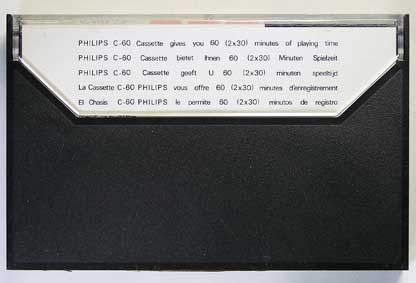 PHILIPS C-60 Cassette gives you 60 (2x30) minutes of playing time
PHILIPS C-60 Cassette bietet Ihnen 60 (2x30) Minuten Spielzeit
PHILIPS C-60 Cassette geeft U 60 (2x30) minuten speeltijd
La Cassette C-60 PHILIPS vous offre 60 (2x30) minutes d'enregistrement
El Chasis C-60 PHILIPS le permite 60 (2x30) minutos de registro